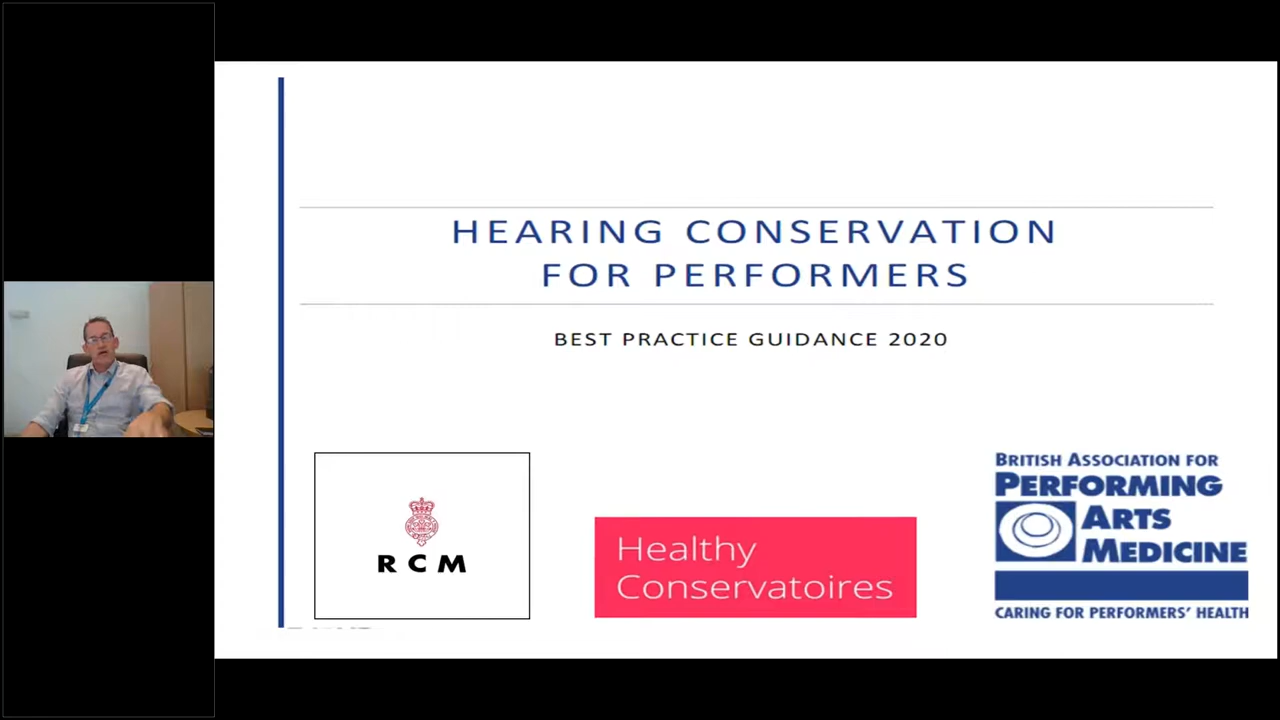 HEARING CONSERVATION
FOR PERFORMERS
BEST PRACTICE GUIDANCE 2020
RCM
Healthy
Conservatoires
BRITISH ASSOCIATION FOR
PERFORMING
ARTS
MEDICINE
CARING FOR PERFORMERS' HEALTH